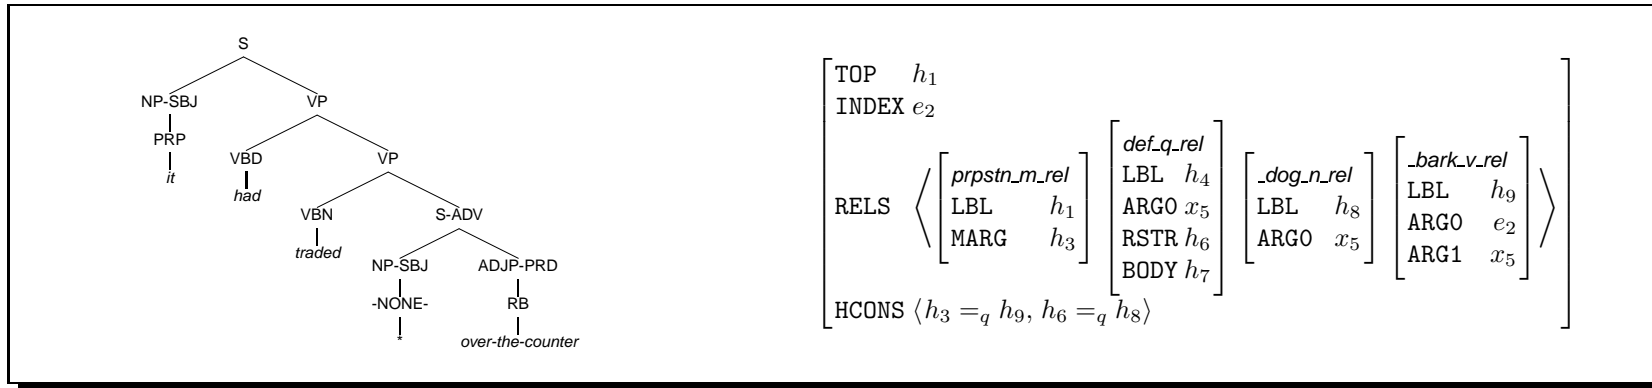 S
NP-SBJ VP
PRP VBD VP
it had VBN S-ADV
traded NP-SBJ ADJP-PRD
-NONE- RB
* over-the-counter
TOP h1
INDEX e2
RELS ⟨ [prpstn_m_rel LBL h1 MARG h3] [def_q_rel LBL h4 ARG0 x5 RSTR h6 BODY h7] [_dog_n_rel LBL h8 ARG0 x5] [_bark_v_rel LBL h9 ARG0 e2 ARG1 x5] ⟩
HCONS ⟨h3 =q h9, h6 =q h8⟩